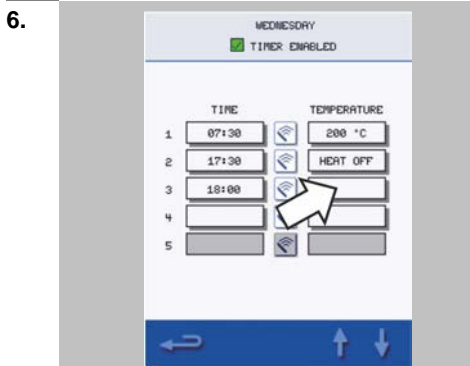 6.
WEDNESDAY
TIMER ENABLED
TIME TEMPERATURE
1 07:30 200 °C
2 17:30 HEAT OFF
3 18:00
4
5